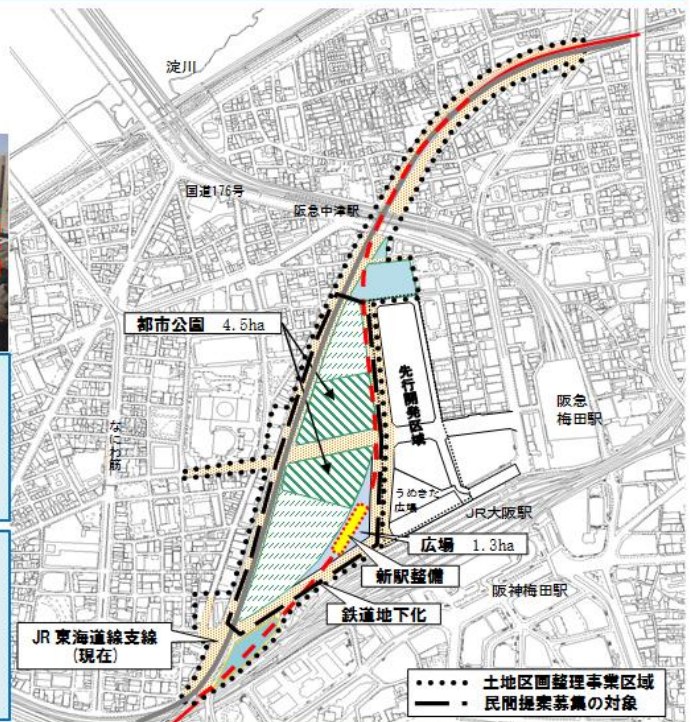 淀川
国道176号
阪急中津駅
都市公園 4.5ha
先行開発区域
阪急
梅田駅
なにわ筋
うめきた
広場
JR大阪駅
広場 1.3ha
新駅整備
阪神梅田駅
鉄道地下化
JR東海道線支線
(現在)
土地区画整理事業区域
民間提案募集の対象